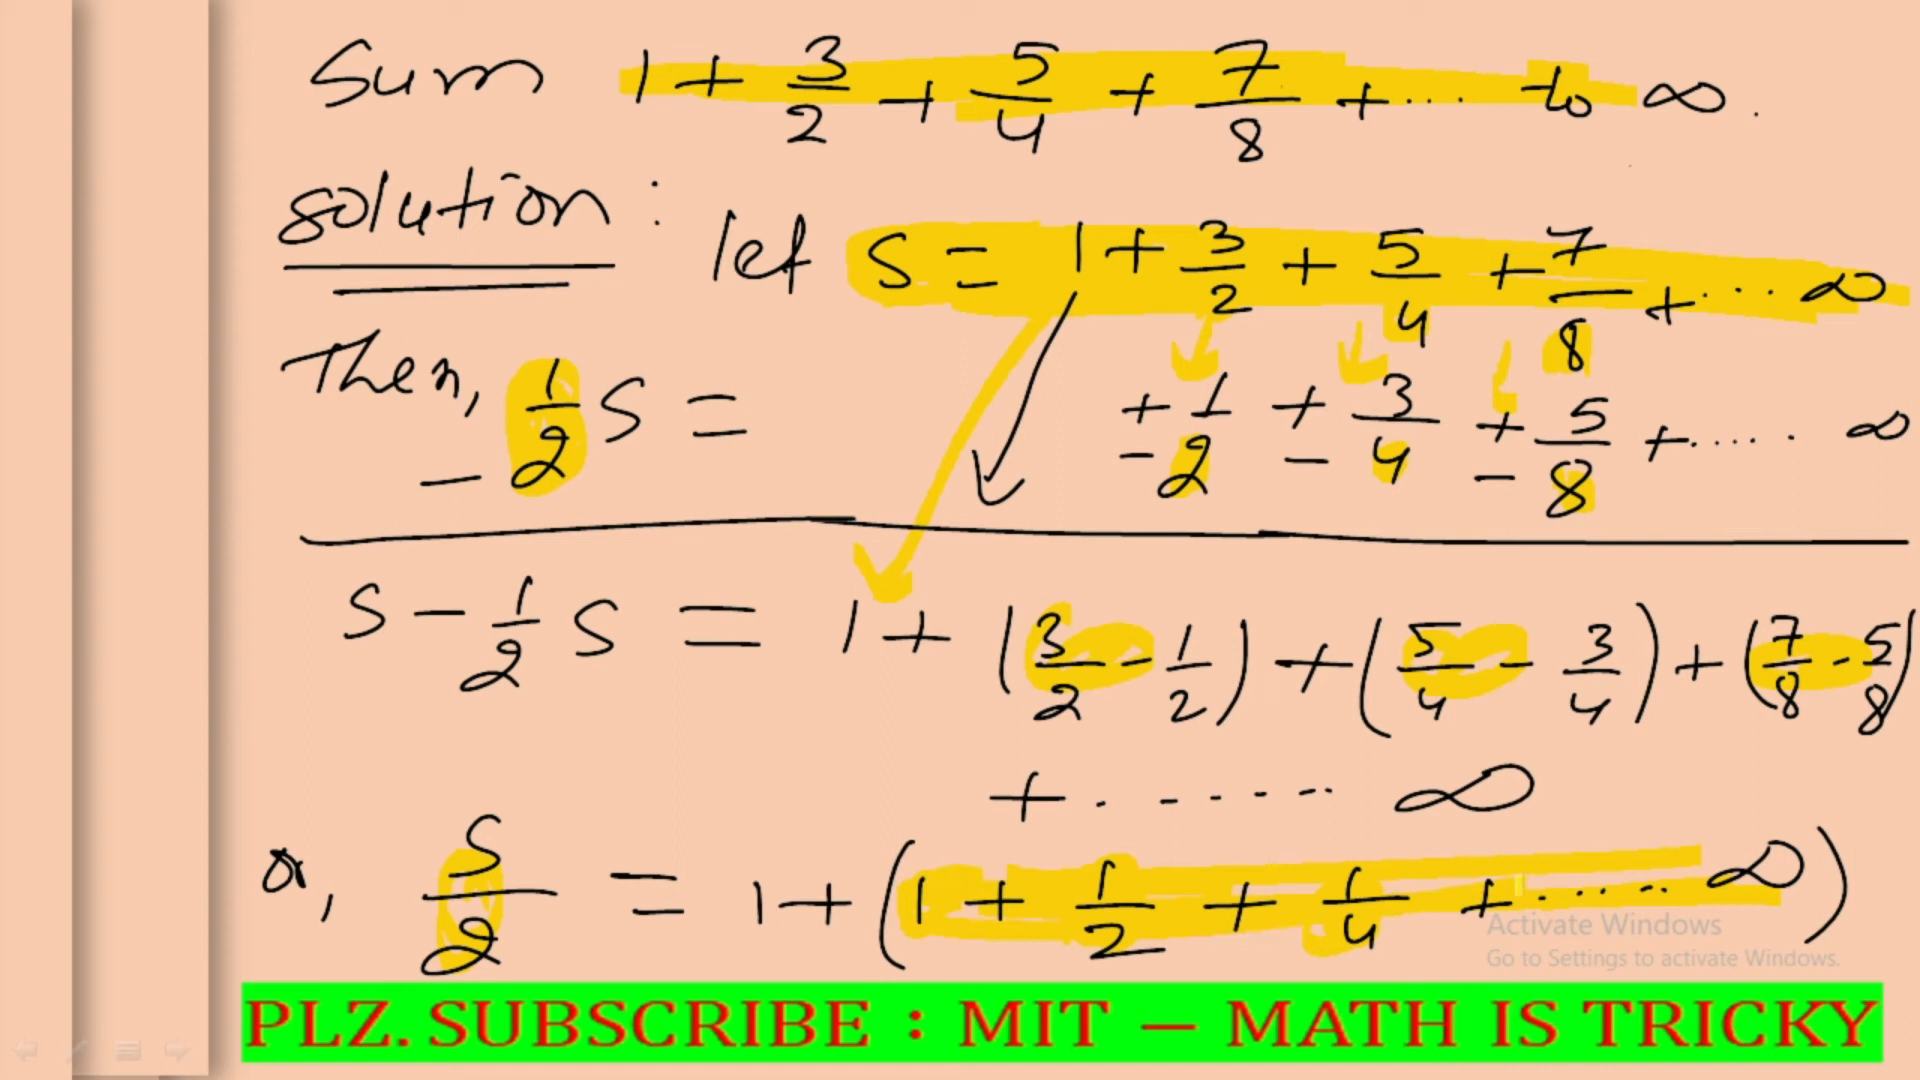 Sum 1 + 3/2 + 5/4 + 7/8 + ... to ∞.
solution : let S = 1 + 3/2 + 5/4 + 7/8 + ... ∞
Then, 1/2 S = + 1/2 + 3/4 + 5/8 + ..... ∞
− − − −
S − 1/2 S = 1 + (3/2 − 1/2) + (5/4 − 3/4) + (7/8 − 5/8)
+ ...... ∞
or, S/2 = 1 + (1 + 1/2 + 1/4 + ..... ∞)
Activate Windows
Go to Settings to activate Windows.
PLZ. SUBSCRIBE : MIT – MATH IS TRICKY